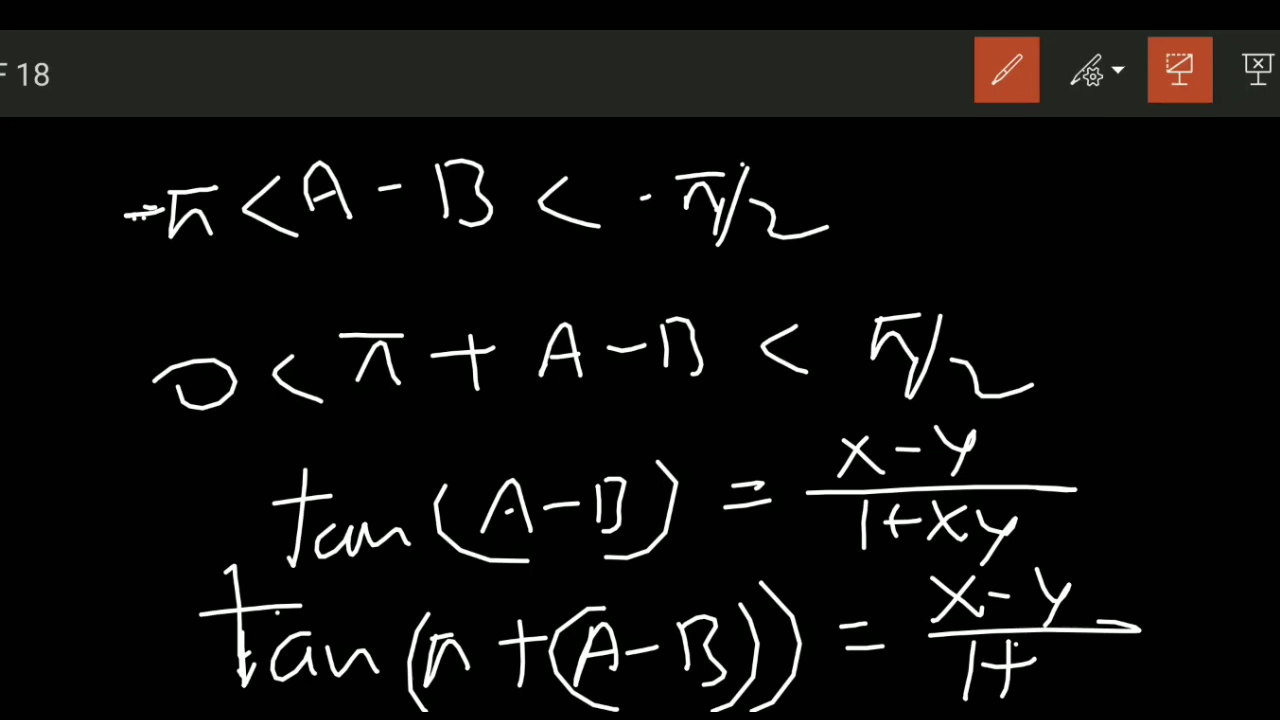 F 18
-π < A - B < -π/2
0 < π + A - B < π/2
tan(A-B) = x-y / 1+xy
tan(π+(A-B)) = x-y / 1+